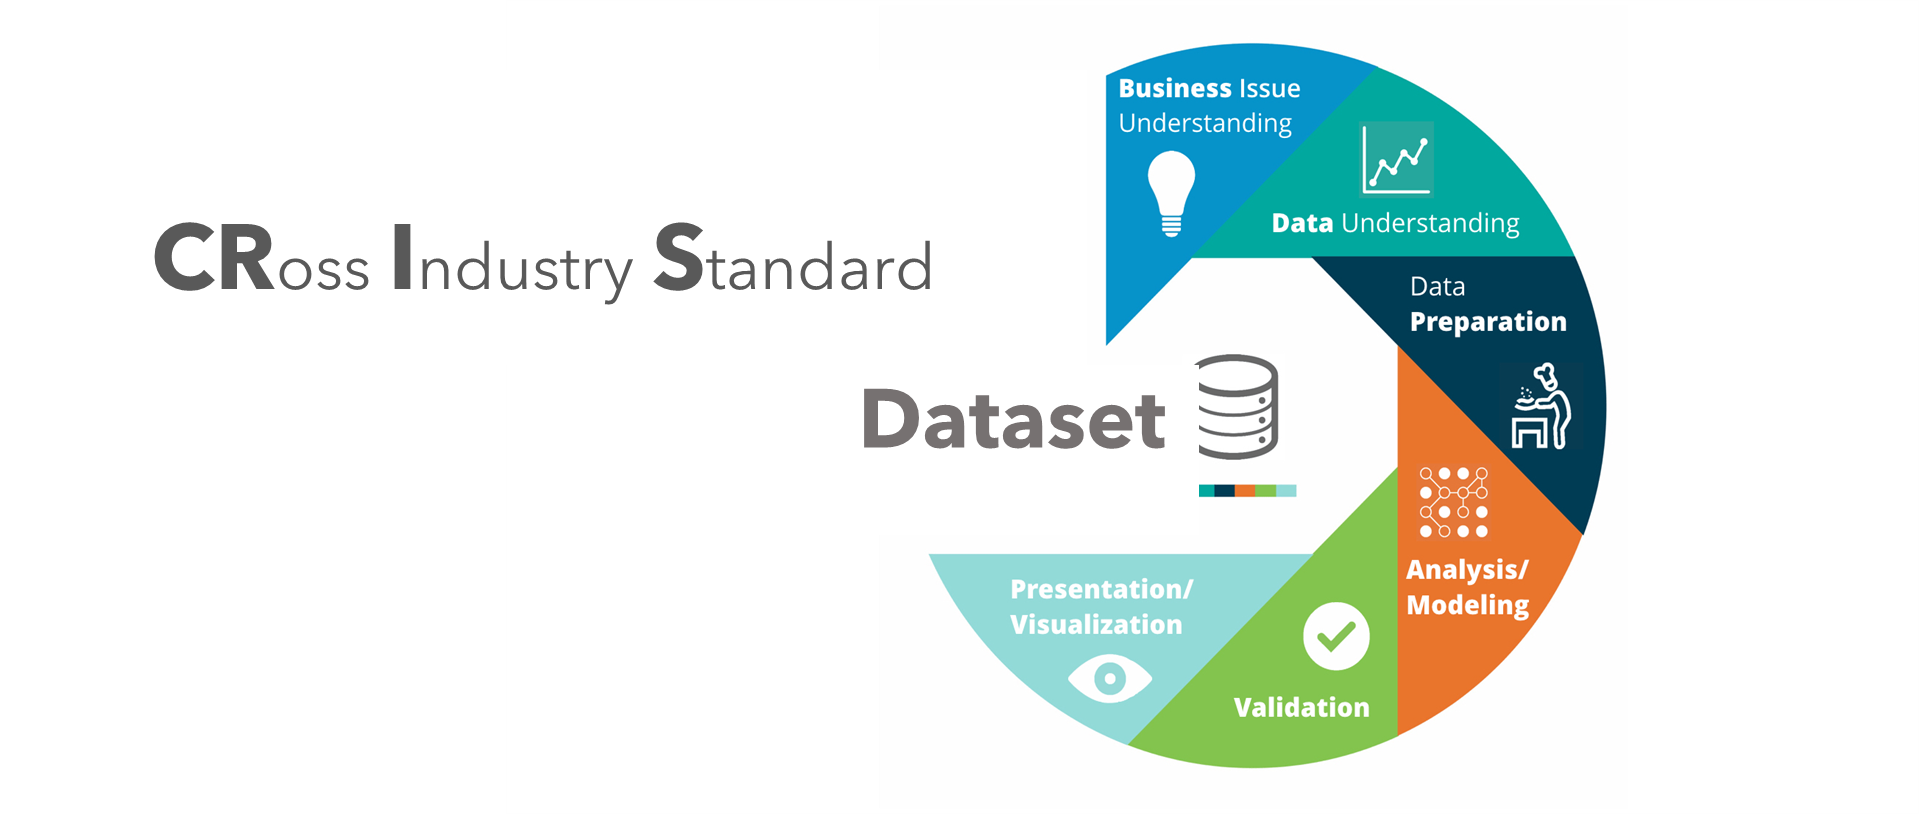 CRoss Industry Standard
Dataset
Business Issue
Understanding
Data Understanding
Data
Preparation
Analysis/
Modeling
Validation
Presentation/
Visualization